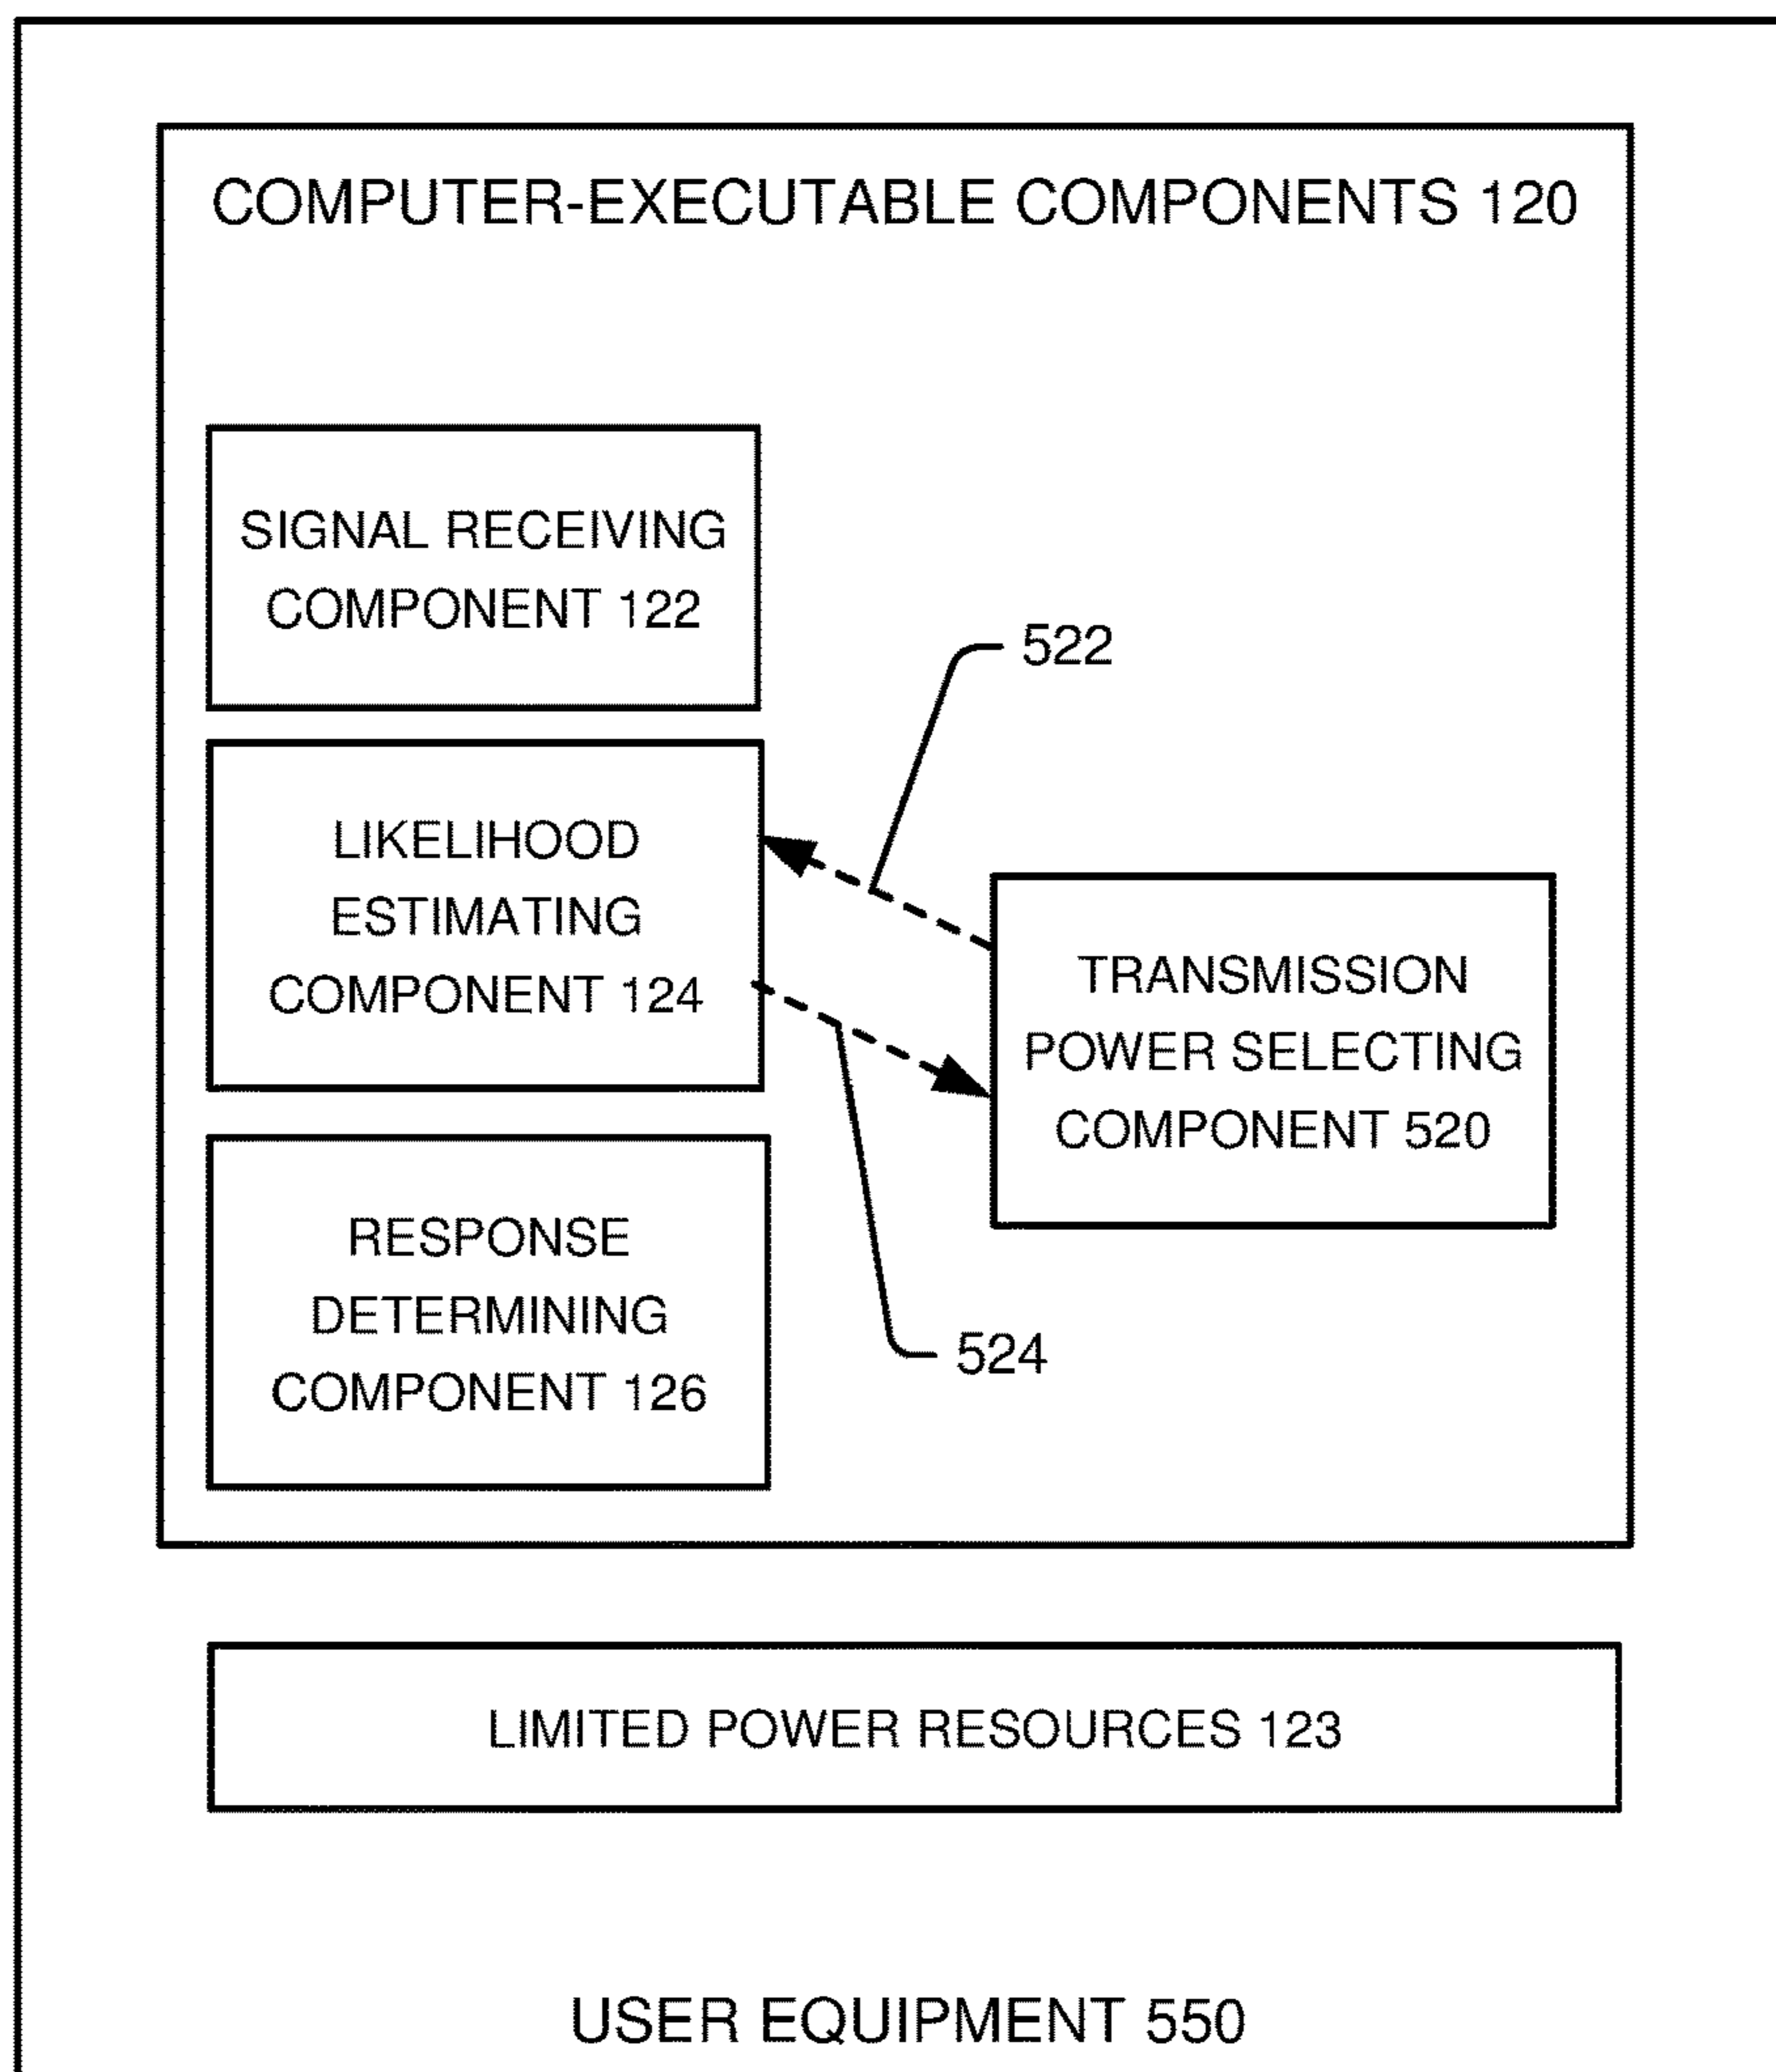 COMPUTER-EXECUTABLE COMPONENTS 120
SIGNAL RECEIVING
COMPONENT 122
522
LIKELIHOOD
ESTIMATING
COMPONENT 124
TRANSMISSION
POWER SELECTING
COMPONENT 520
RESPONSE
DETERMINING
COMPONENT 126
524
LIMITED POWER RESOURCES 123
USER EQUIPMENT 550